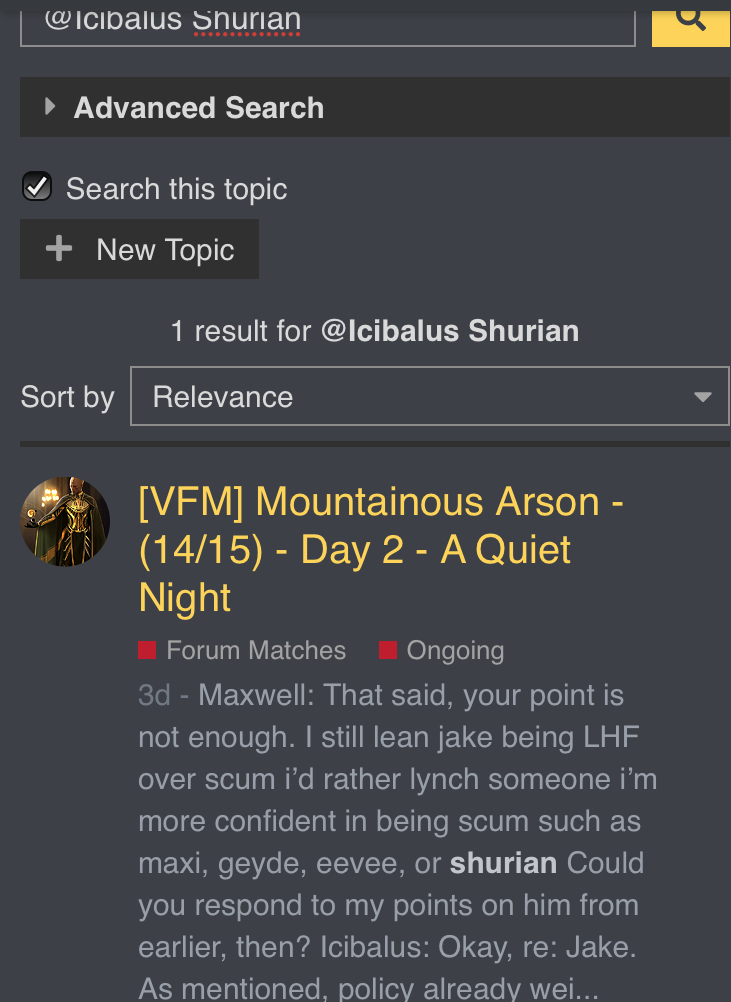 @Icibalus Shurian
Advanced Search
Search this topic
New Topic
1 result for @Icibalus Shurian
Sort by Relevance
[VFM] Mountainous Arson -
(14/15) - Day 2 - A Quiet
Night
Forum Matches Ongoing
3d - Maxwell: That said, your point is
not enough. I still lean jake being LHF
over scum i’d rather lynch someone i’m
more confident in being scum such as
maxi, geyde, eevee, or shurian Could
you respond to my points on him from
earlier, then? Icibalus: Okay, re: Jake.
As mentioned, policy already wei...